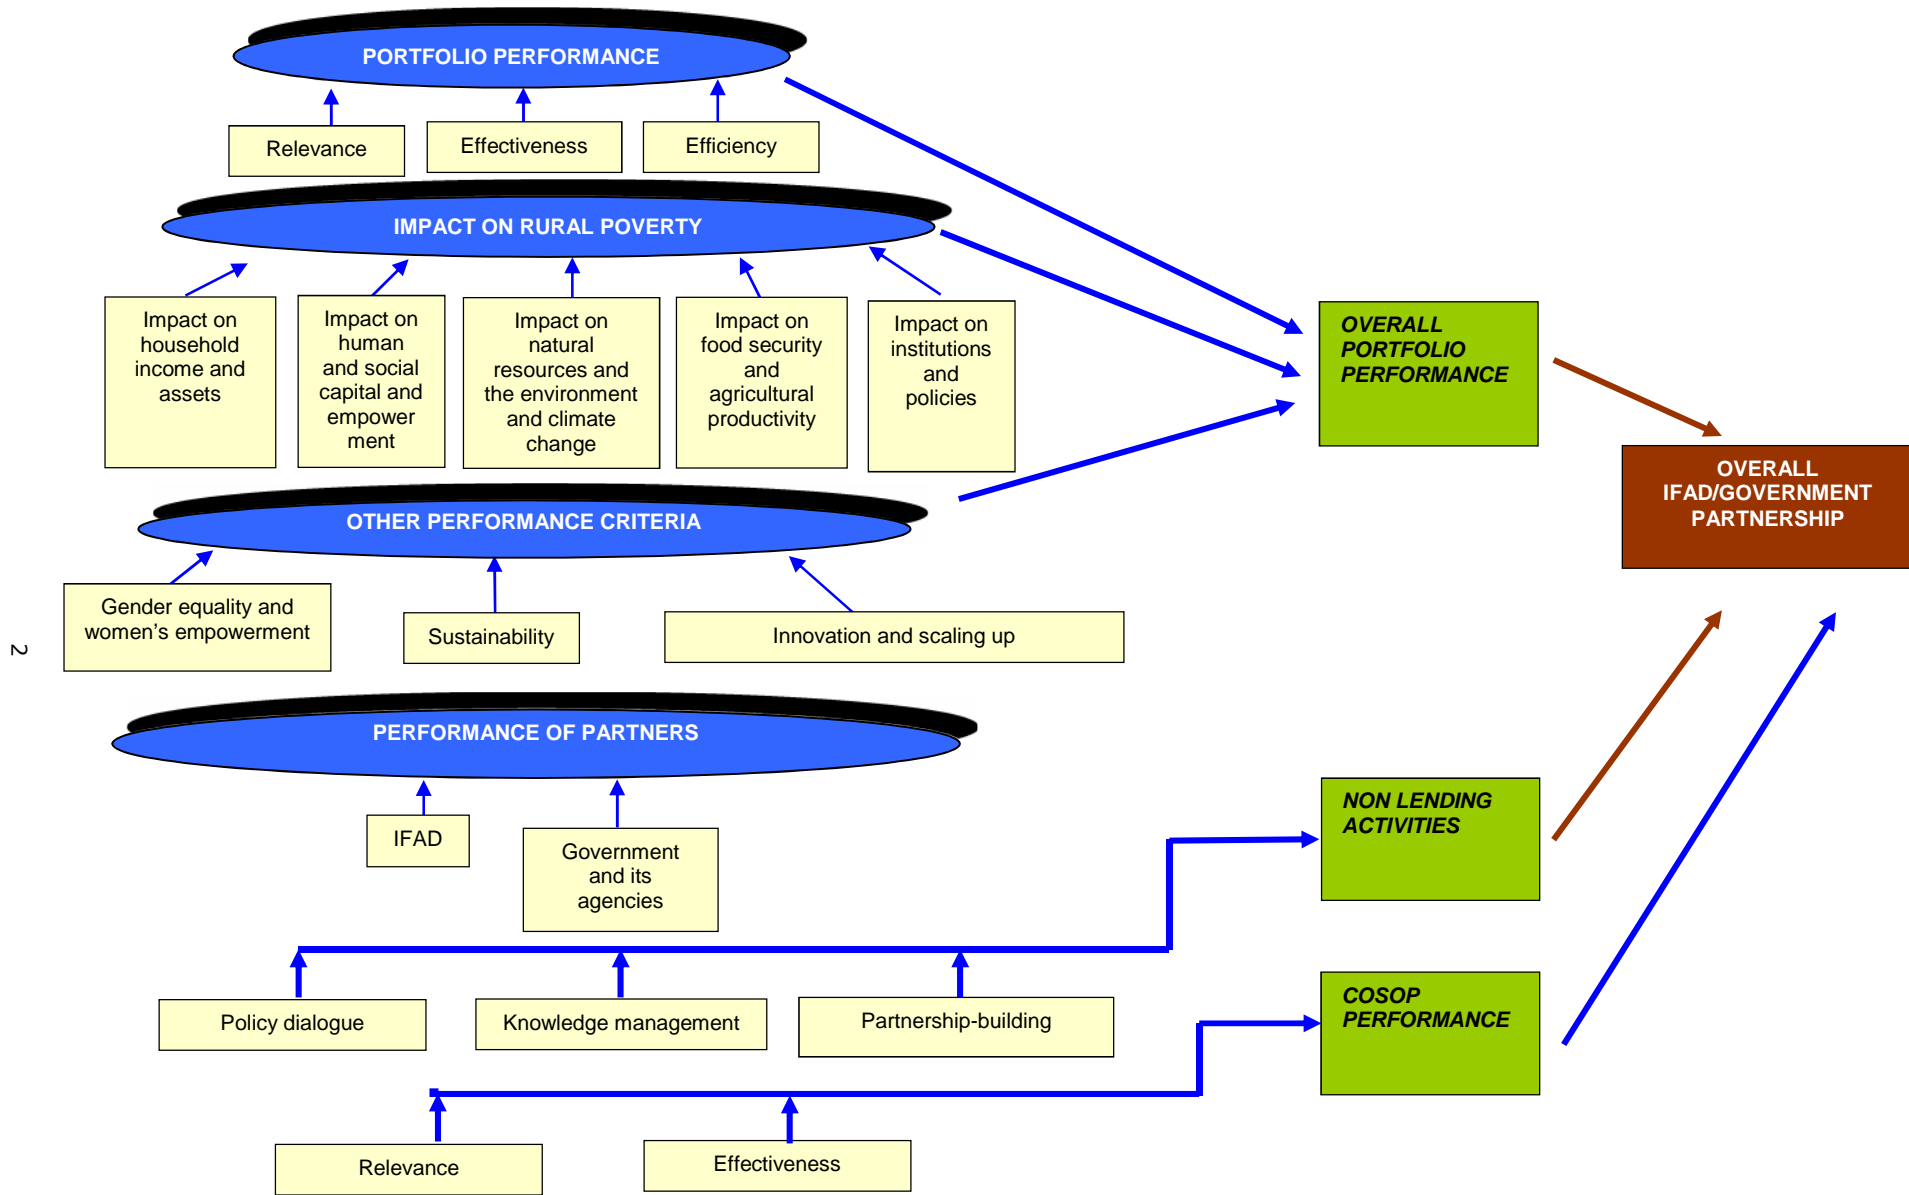 PORTFOLIO PERFORMANCE
Relevance
Effectiveness
Efficiency
IMPACT ON RURAL POVERTY
Impact on
household
income and
assets
Impact on
human
and social
capital and
empower
ment
Impact on
natural
resources and
the environment
and climate
change
Impact on
food security
and
agricultural
productivity
Impact on
institutions
and
policies
OVERALL
PORTFOLIO
PERFORMANCE
OVERALL
IFAD/GOVERNMENT
PARTNERSHIP
OTHER PERFORMANCE CRITERIA
Gender equality and
women’s empowerment
Sustainability
Innovation and scaling up
2
PERFORMANCE OF PARTNERS
IFAD
Government
and its
agencies
NON LENDING
ACTIVITIES
Policy dialogue
Knowledge management
Partnership-building
COSOP
PERFORMANCE
Relevance
Effectiveness